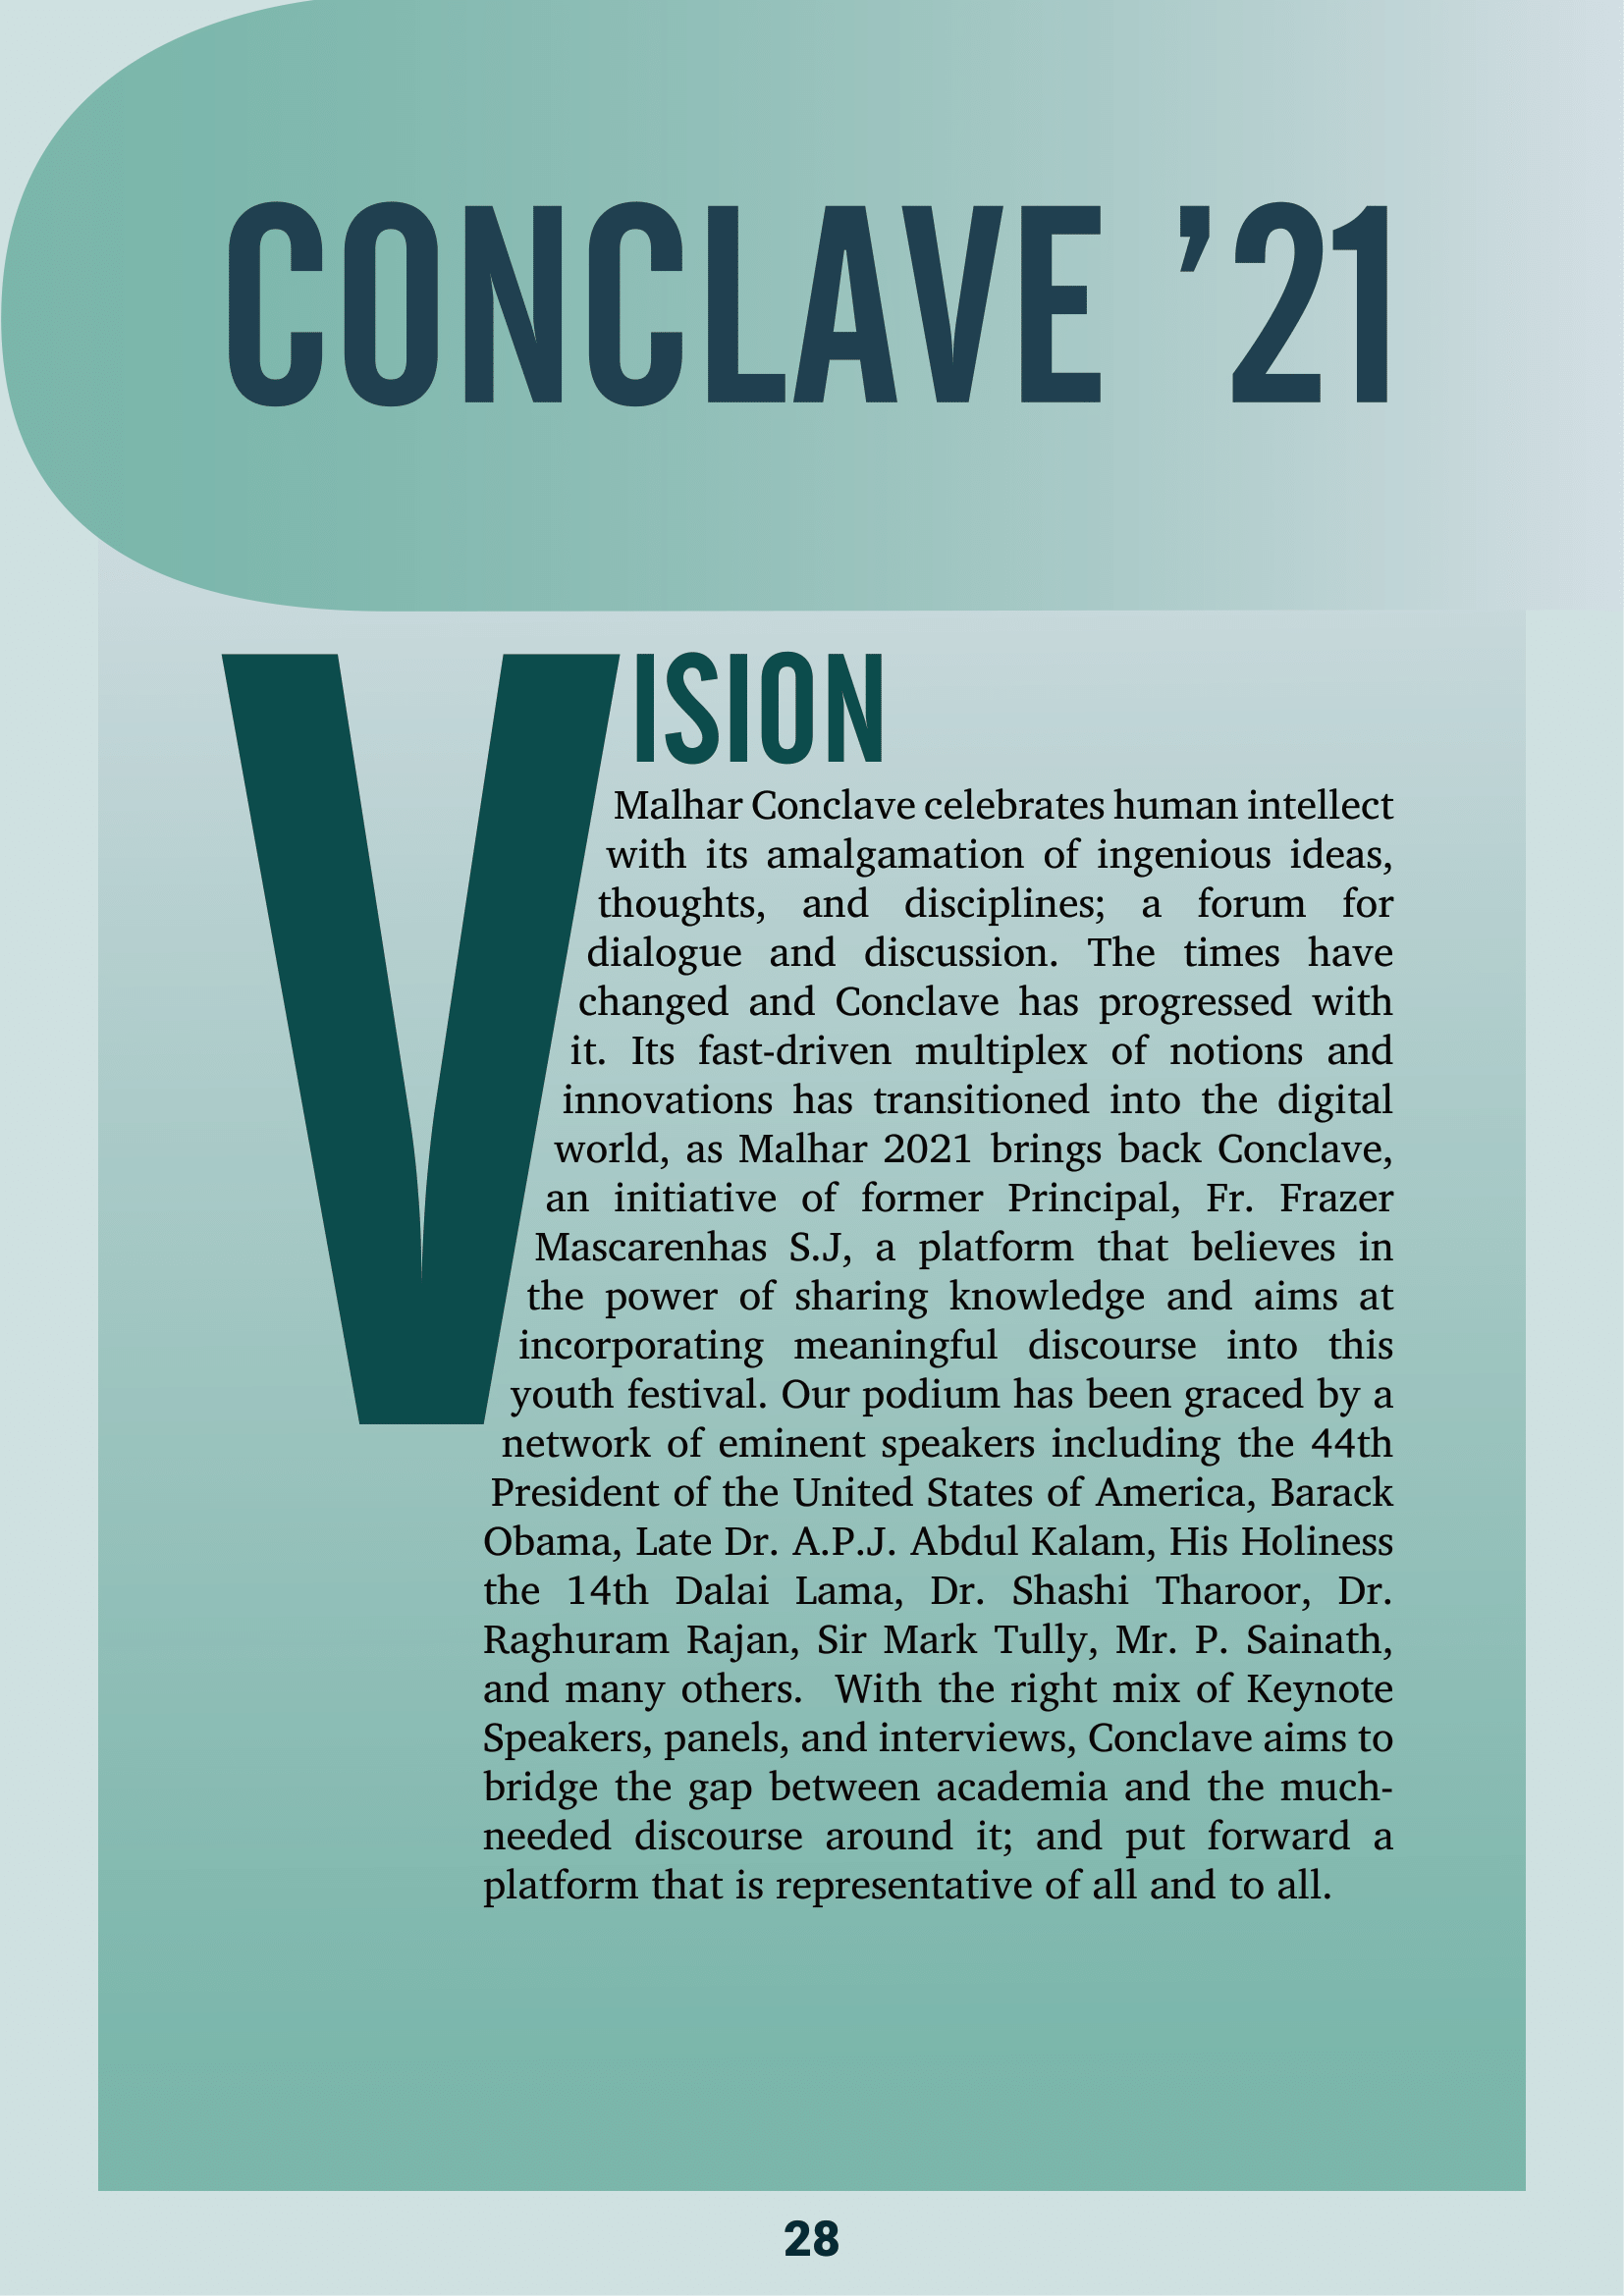 CONCLAVE ’21
VISION
Malhar Conclave celebrates human intellect
with its amalgamation of ingenious ideas,
thoughts, and disciplines; a forum for
dialogue and discussion. The times have
changed and Conclave has progressed with
it. Its fast-driven multiplex of notions and
innovations has transitioned into the digital
world, as Malhar 2021 brings back Conclave,
an initiative of former Principal, Fr. Frazer
Mascarenhas S.J, a platform that believes in
the power of sharing knowledge and aims at
incorporating meaningful discourse into this
youth festival. Our podium has been graced by a
network of eminent speakers including the 44th
President of the United States of America, Barack
Obama, Late Dr. A.P.J. Abdul Kalam, His Holiness
the 14th Dalai Lama, Dr. Shashi Tharoor, Dr.
Raghuram Rajan, Sir Mark Tully, Mr. P. Sainath,
and many others.  With the right mix of Keynote
Speakers, panels, and interviews, Conclave aims to
bridge the gap between academia and the much-
needed discourse around it; and put forward a
platform that is representative of all and to all.
28